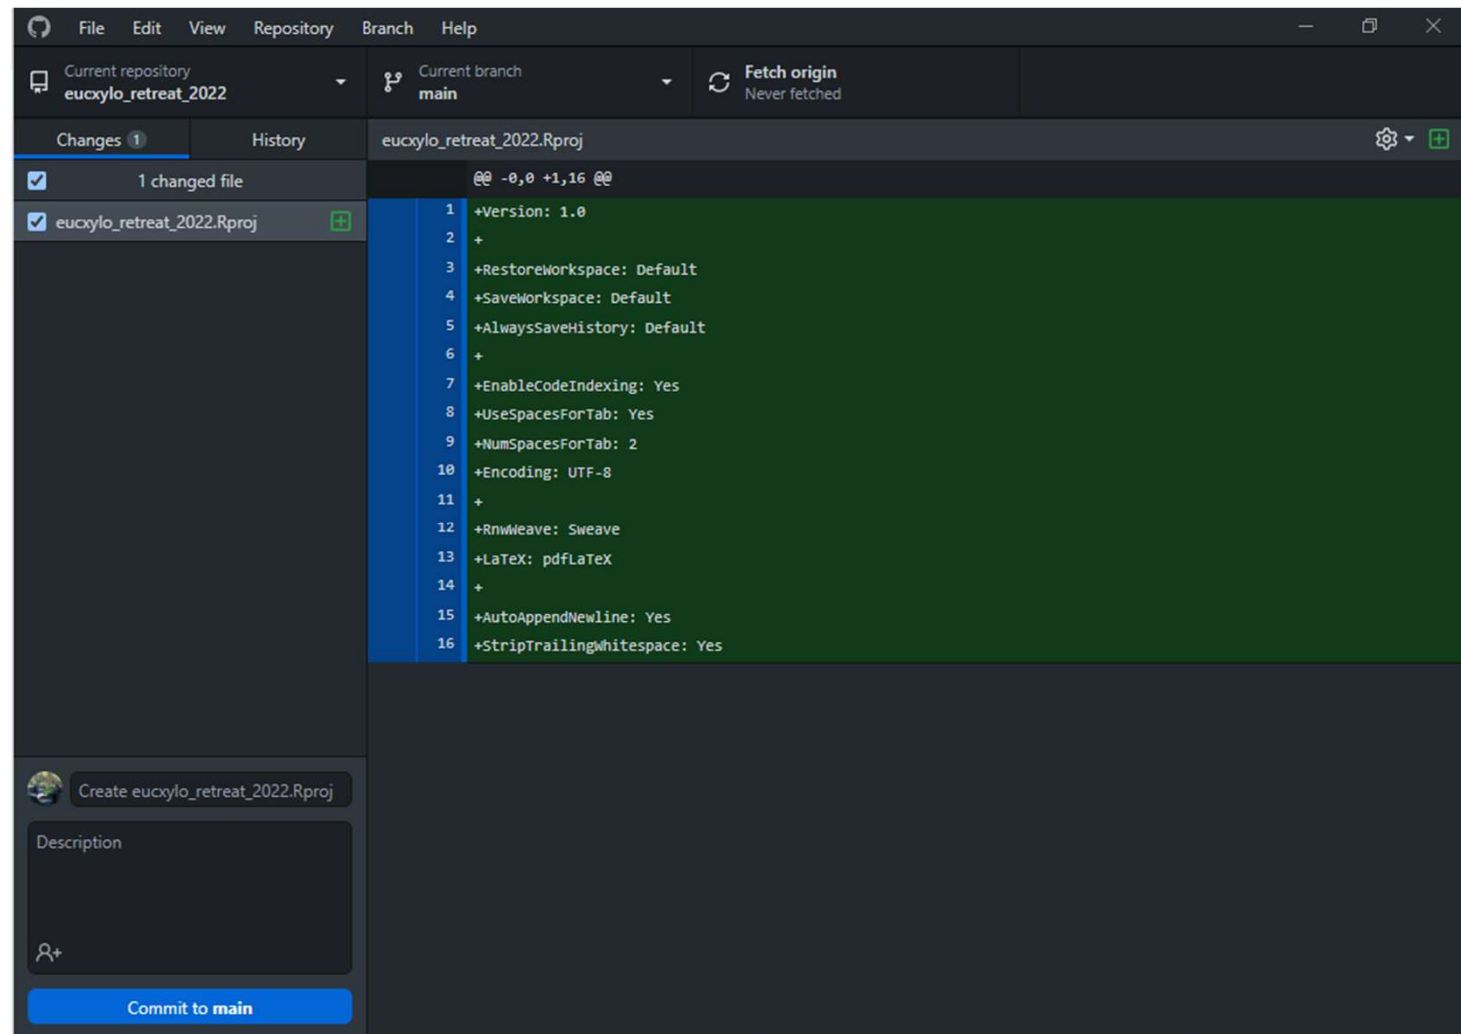 File Edit View Repository Branch Help
Current repository
eucxylo_retreat_2022
Current branch
main
Fetch origin
Never fetched
Changes 1 History
eucxylo_retreat_2022.Rproj
1 changed file
eucxylo_retreat_2022.Rproj
@@ -0,0 +1,16 @@
1 +Version: 1.0
2 +
3 +RestoreWorkspace: Default
4 +SaveWorkspace: Default
5 +AlwaysSaveHistory: Default
6 +
7 +EnableCodeIndexing: Yes
8 +UseSpacesForTab: Yes
9 +NumSpacesForTab: 2
10 +Encoding: UTF-8
11 +
12 +RnwWeave: Sweave
13 +LaTeX: pdfLaTeX
14 +
15 +AutoAppendNewline: Yes
16 +StripTrailingWhitespace: Yes
Create eucxylo_retreat_2022.Rproj
Description
Commit to main